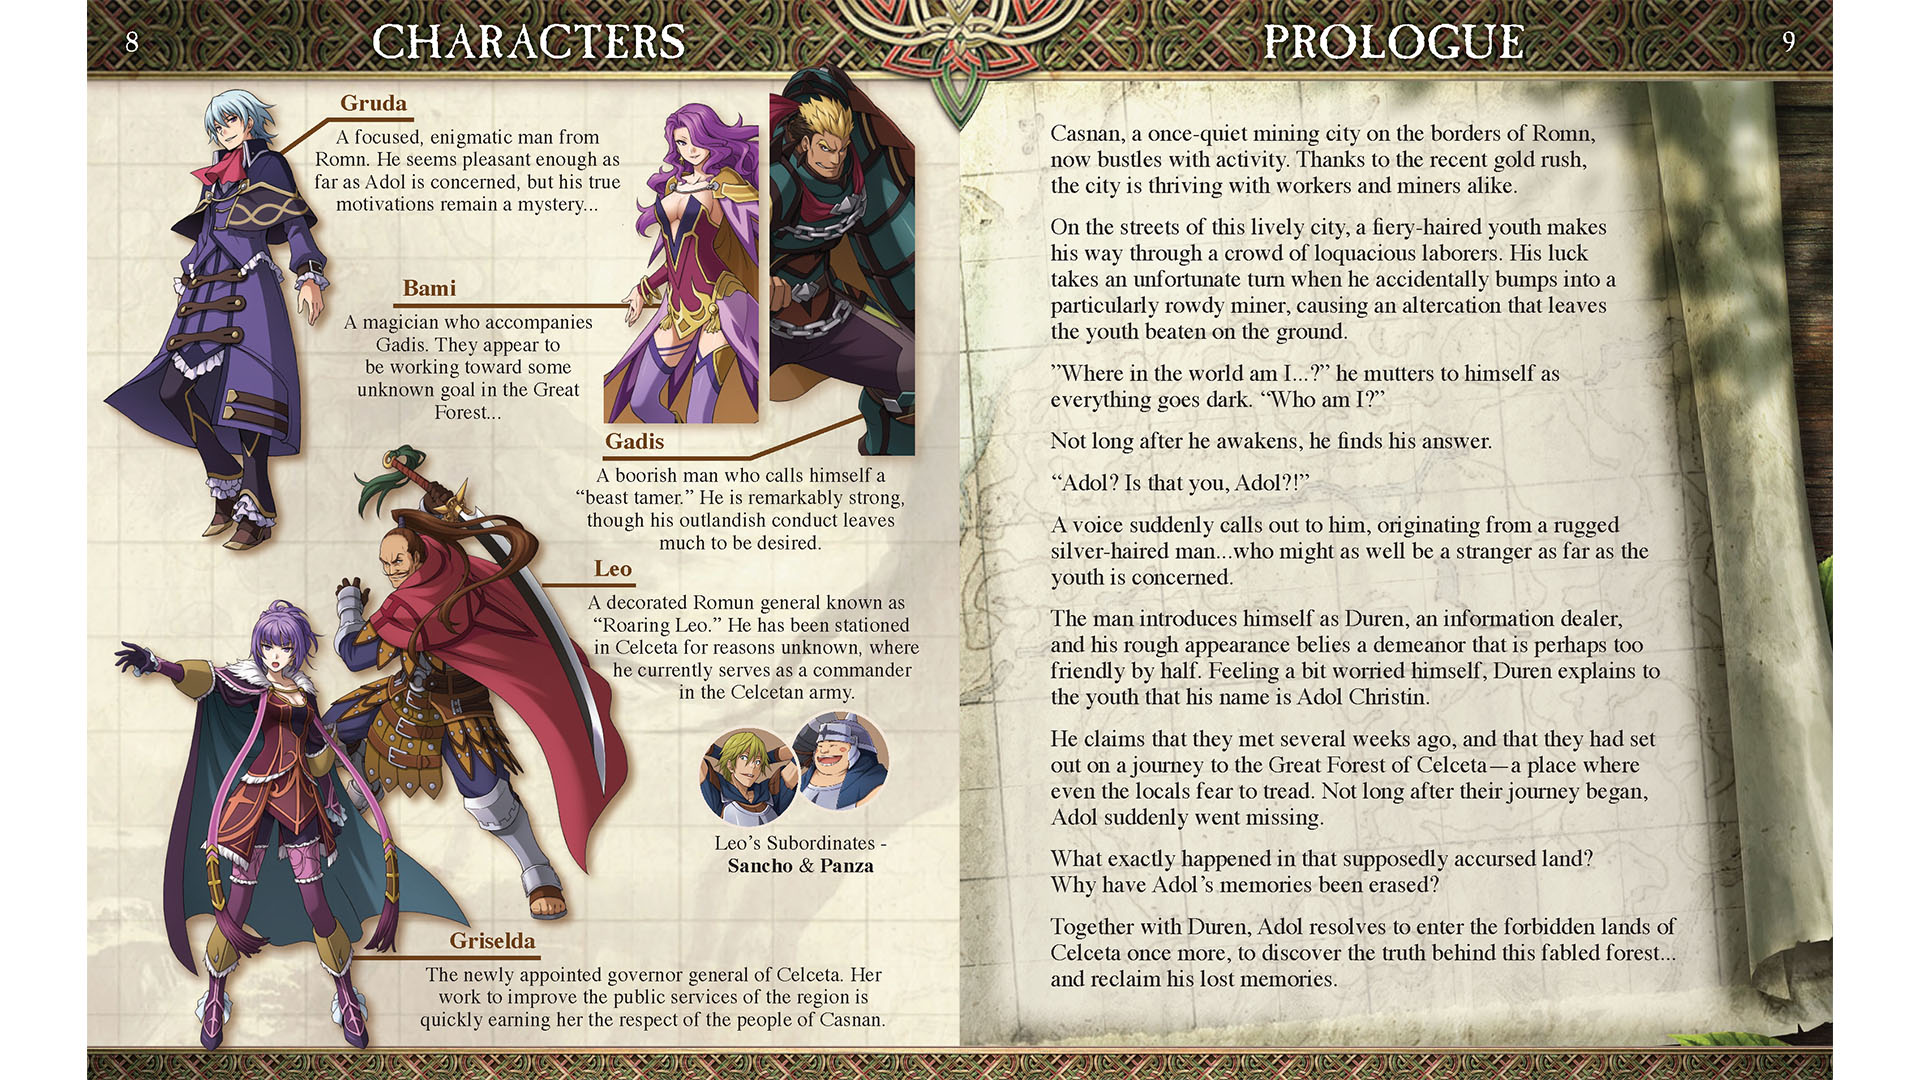 8
CHARACTERS
Gruda
A focused, enigmatic man from
Romn. He seems pleasant enough as
far as Adol is concerned, but his true
motivations remain a mystery...
Bami
A magician who accompanies
Gadis. They appear to
be working toward some
unknown goal in the Great
Forest...
Gadis
A boorish man who calls himself a
“beast tamer.” He is remarkably strong,
though his outlandish conduct leaves
much to be desired.
Leo
A decorated Romun general known as
“Roaring Leo.” He has been stationed
in Celceta for reasons unknown, where
he currently serves as a commander
in the Celcetan army.
Leo’s Subordinates -
Sancho & Panza
Griselda
The newly appointed governor general of Celceta. Her
work to improve the public services of the region is
quickly earning her the respect of the people of Casnan.
PROLOGUE
9
Casnan, a once-quiet mining city on the borders of Romn,
now bustles with activity. Thanks to the recent gold rush,
the city is thriving with workers and miners alike.
On the streets of this lively city, a fiery-haired youth makes
his way through a crowd of loquacious laborers. His luck
takes an unfortunate turn when he accidentally bumps into a
particularly rowdy miner, causing an altercation that leaves
the youth beaten on the ground.
”Where in the world am I...?” he mutters to himself as
everything goes dark. “Who am I?”
Not long after he awakens, he finds his answer.
“Adol? Is that you, Adol?!”
A voice suddenly calls out to him, originating from a rugged
silver-haired man...who might as well be a stranger as far as the
youth is concerned.
The man introduces himself as Duren, an information dealer,
and his rough appearance belies a demeanor that is perhaps too
friendly by half. Feeling a bit worried himself, Duren explains to
the youth that his name is Adol Christin.
He claims that they met several weeks ago, and that they had set
out on a journey to the Great Forest of Celceta—a place where
even the locals fear to tread. Not long after their journey began,
Adol suddenly went missing.
What exactly happened in that supposedly accursed land?
Why have Adol’s memories been erased?
Together with Duren, Adol resolves to enter the forbidden lands of
Celceta once more, to discover the truth behind this fabled forest...
and reclaim his lost memories.